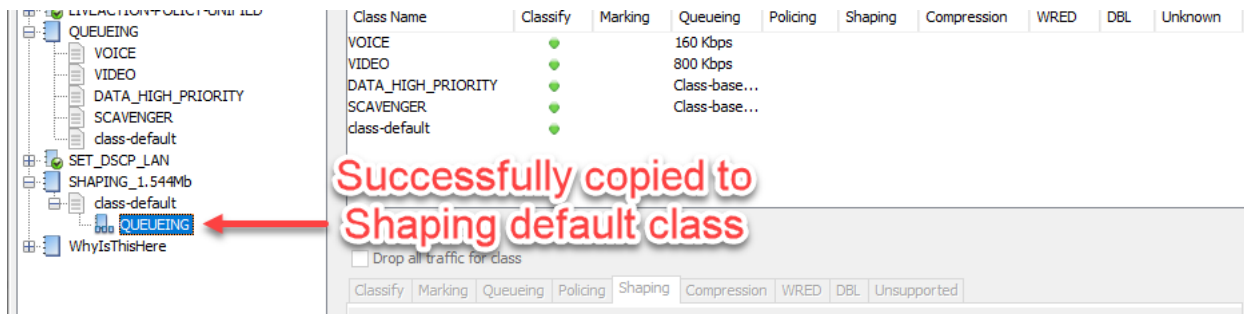 LIVEACTION-POLICY-UNIFIED
QUEUEING
VOICE
VIDEO
DATA_HIGH_PRIORITY
SCAVENGER
class-default
SET_DSCP_LAN
SHAPING_1.544Mb
class-default
QUEUEING
WhyIsThisHere
Class Name Classify Marking Queueing Policing Shaping Compression WRED DBL Unknown
VOICE 160 Kbps
VIDEO 800 Kbps
DATA_HIGH_PRIORITY Class-base...
SCAVENGER Class-base...
class-default
Successfully copied to
Shaping default class
Drop all traffic for class
Classify Marking Queueing Policing Shaping Compression WRED DBL Unsupported